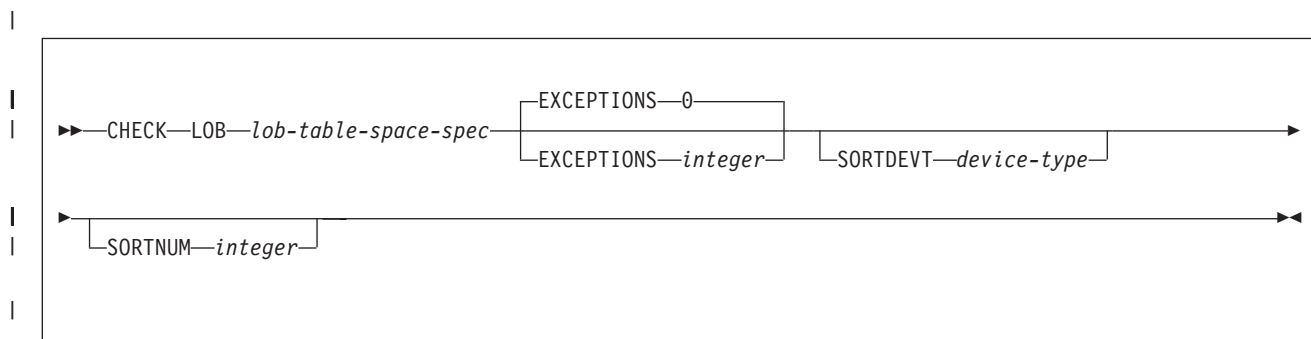 EXCEPTIONS 0
CHECK LOB lob-table-space-spec
EXCEPTIONS integer
SORTDEVT device-type
SORTNUM integer